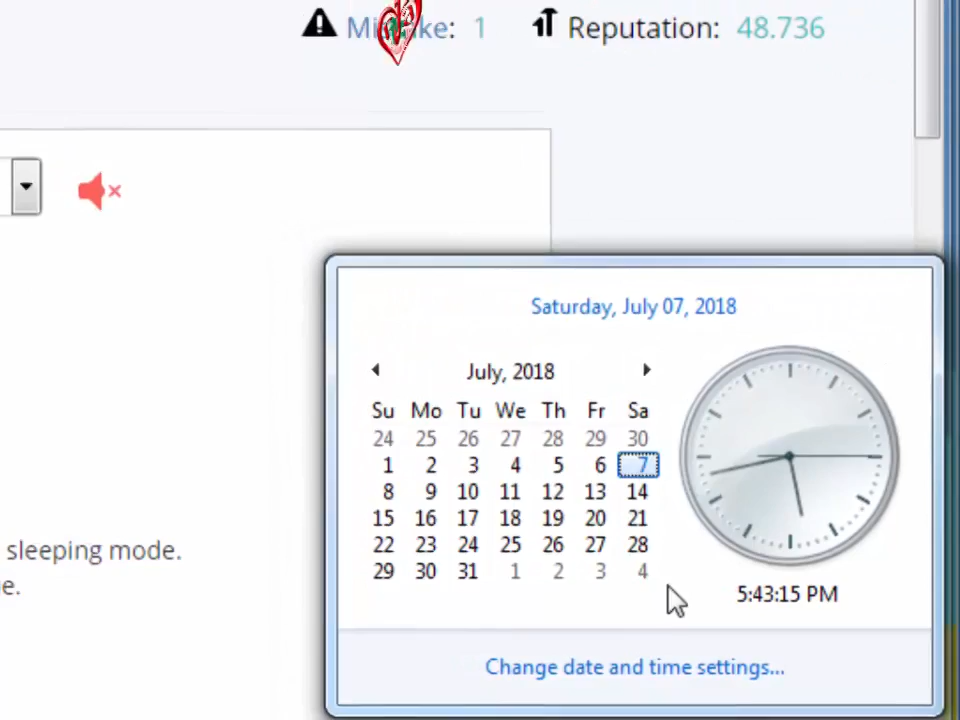 Mistake: 1 Reputation: 48.736
sleeping mode.
e.
Saturday, July 07, 2018
July, 2018
Su Mo Tu We Th Fr Sa
24 25 26 27 28 29 30
1 2 3 4 5 6 7
8 9 10 11 12 13 14
15 16 17 18 19 20 21
22 23 24 25 26 27 28
29 30 31 1 2 3 4
5:43:15 PM
Change date and time settings...